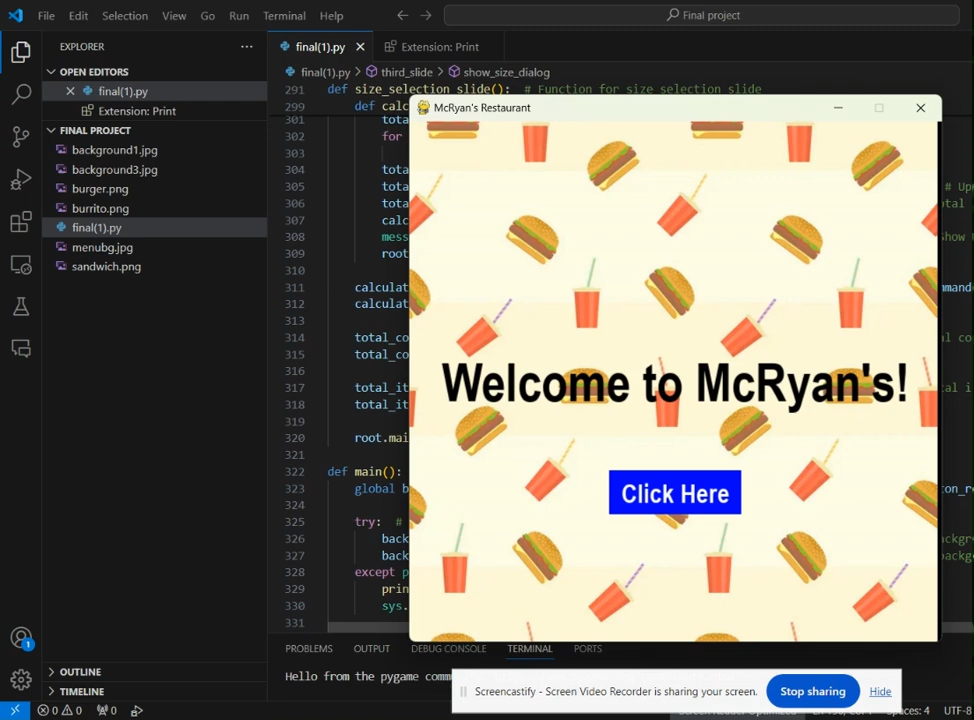 File Edit Selection View Go Run Terminal Help
Final project
EXPLORER
final(1).py
Extension: Print
OPEN EDITORS
final(1).py
Extension: Print
final(1).py > third_slide > show_size_dialog
FINAL PROJECT
background1.jpg
background3.jpg
burger.png
burrito.png
final(1).py
menubg.jpg
sandwich.png
291 def size_selection_slide(): # Function for size selection slide
299 def calc
301 tota
302 for
303
304 tota
305 tota
306 tota
307 calc
308 mess
309 root
310
311 calculat
312 calculat
313
314 total_co
315 total_co
316
317 total_it
318 total_it
319
320 root.mai
321
322 def main():
323 global b
324
325 try: #
326 back
327 back
328 except p
329 prin
330 sys.
331
McRyan's Restaurant
Welcome to McRyan's!
Click Here
PROBLEMS OUTPUT DEBUG CONSOLE TERMINAL PORTS
Hello from the pygame comm
Screencastify - Screen Video Recorder is sharing your screen.
Stop sharing
Hide
OUTLINE
TIMELINE
1
0 0 0
Spaces: 4 UTF-8